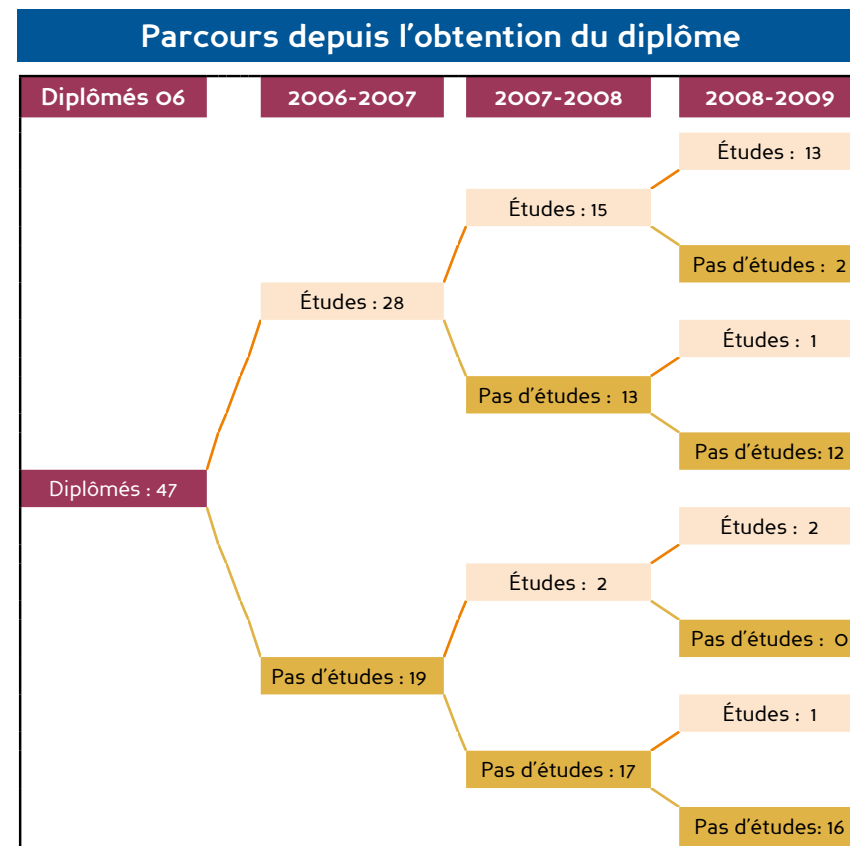 Parcours depuis l'obtention du diplôme
Diplômés 06 2006-2007 2007-2008 2008-2009
Études : 13
Études : 15
Pas d'études : 2
Études : 28
Études : 1
Pas d'études : 13
Pas d'études: 12
Diplômés : 47
Études : 2
Études : 2
Pas d'études : 0
Pas d'études : 19
Études : 1
Pas d'études : 17
Pas d'études: 16